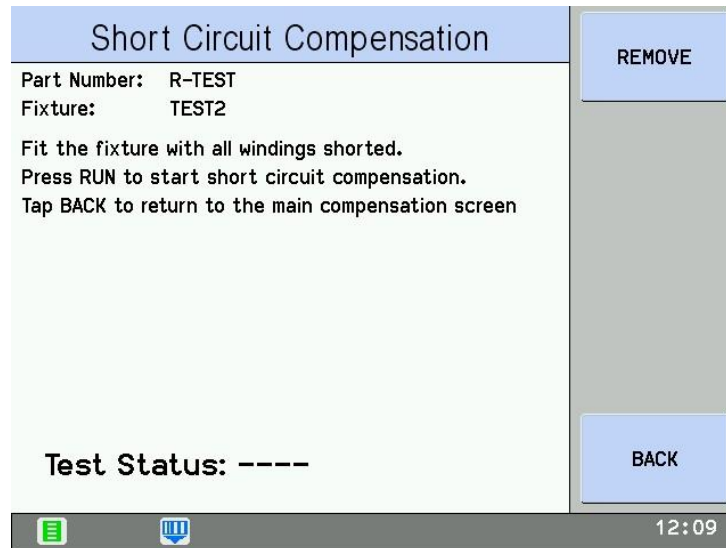 Short Circuit Compensation
Part Number: R-TEST
Fixture: TEST2
Fit the fixture with all windings shorted.
Press RUN to start short circuit compensation.
Tap BACK to return to the main compensation screen
Test Status: ----
REMOVE
BACK
12:09